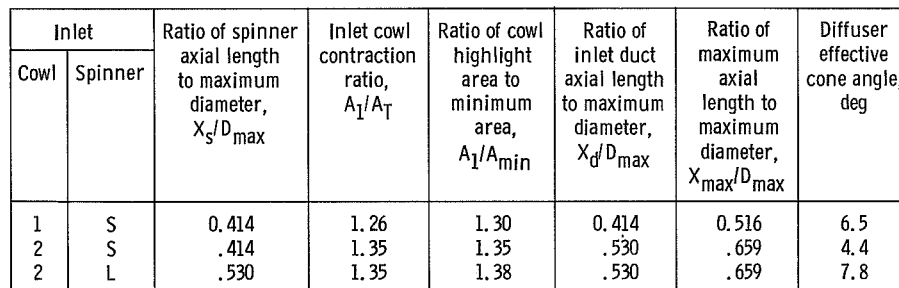 Inlet
Cowl
Spinner
Ratio of spinner
axial length
to maximum
diameter,
Xs/Dmax
Inlet cowl
contraction
ratio,
A1/AT
Ratio of cowl
highlight
area to
minimum
area,
A1/Amin
Ratio of
inlet duct
axial length
to maximum
diameter,
Xd/Dmax
Ratio of
maximum
axial
length to
maximum
diameter,
Xmax/Dmax
Diffuser
effective
cone angle,
deg
1 S 0.414 1.26 1.30 0.414 0.516 6.5
2 S .414 1.35 1.35 .530 .659 4.4
2 L .530 1.35 1.38 .530 .659 7.8